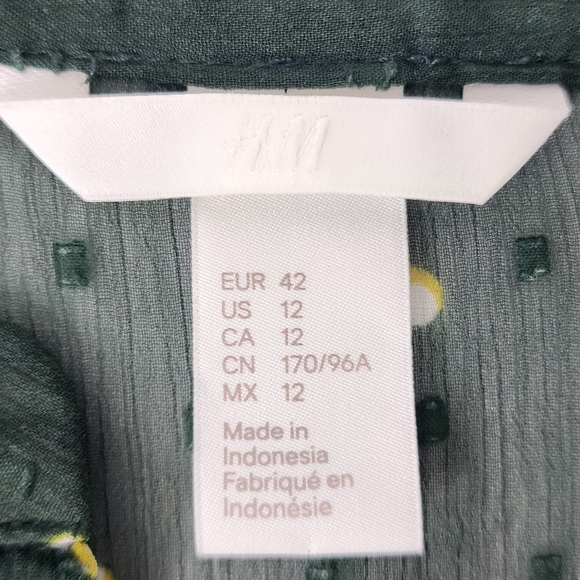 H&M
EUR 42
US 12
CA 12
CN 170/96A
MX 12
Made in
Indonesia
Fabriqué en
Indonésie